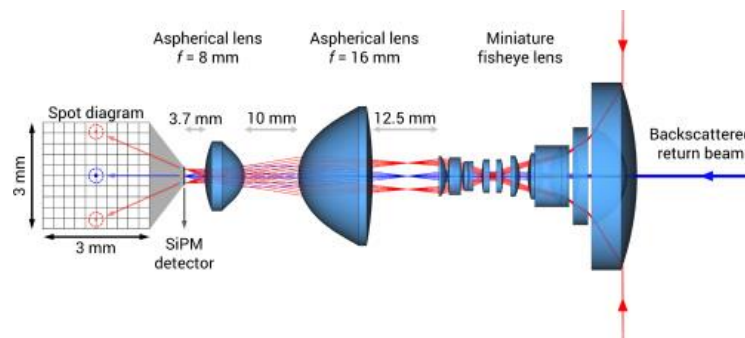 Aspherical lens
f = 8 mm
Aspherical lens
f = 16 mm
Miniature
fisheye lens
Spot diagram
3.7 mm
10 mm
12.5 mm
Backscattered
return beam
3 mm
3 mm
SiPM
detector